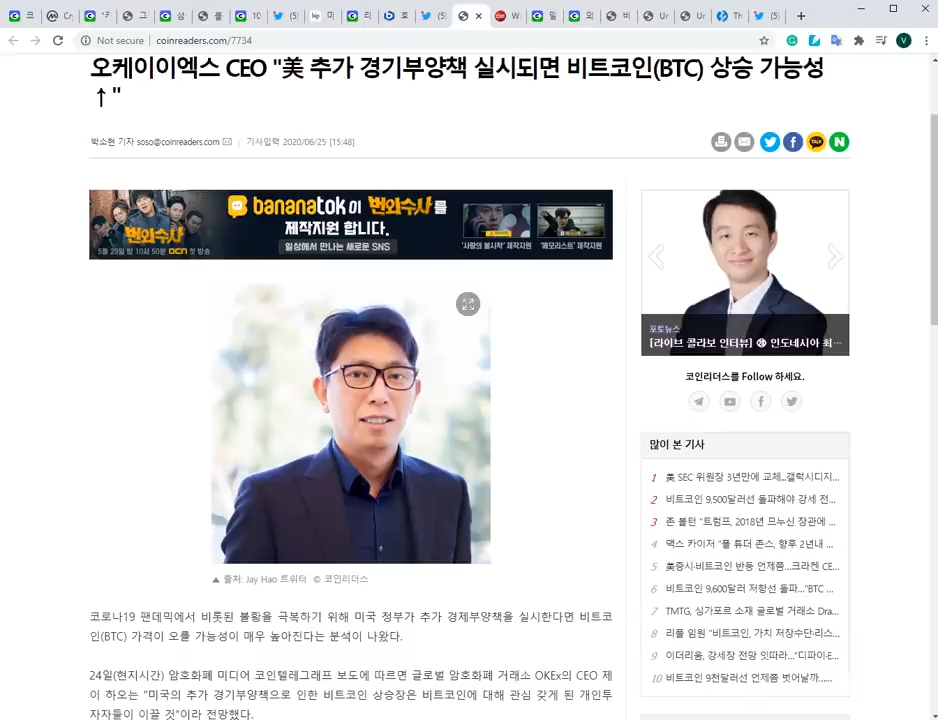 Not secure | coinreaders.com/7734
오케이이엑스 CEO "美 추가 경기부양책 실시되면 비트코인(BTC) 상승 가능성
↑"
박소현 기자 soso@coinreaders.com | 기사입력 2020/06/25 [15:48]
TALK
N
번외수사
5月 23일 밤 10시 50분 OCN 첫 방송
bananatok이 번외수사를
제작지원 합니다.
일상에서 만나는 새로운 SNS
'사랑의 불시착' 제작지원
'메모리스트' 제작지원
포토뉴스
[라이브 콜라보 인터뷰]
인도네시아 최...
코인리더스를 Follow 하세요.
많이 본 기사
1 美 SEC 위원장 3년만에 교체...갤럭시디지...
2 비트코인 9,500달러선 돌파해야 강세 전...
3 존 볼턴 "트럼프, 2018년 므누신 장관에 ...
4 맥스 카이저 "폴 튜더 존스, 향후 2년내 ...
5 美증시·비트코인 반등 언제쯤...크라켄 CE...
6 비트코인 9,600달러 저항선 돌파..."BTC ...
7 TMTG, 싱가포르 소재 글로벌 거래소 Dra...
8 리플 임원 "비트코인, 가치 저장수단·리스...
9 이더리움, 강세장 전망 잇따라..."디파이·E...
10 비트코인 9천달러선 언제쯤 벗어날까......
▲ 출처: Jay Hao 트위터 © 코인리더스
코로나19 팬데믹에서 비롯된 불황을 극복하기 위해 미국 정부가 추가 경제부양책을 실시한다면 비트코
인(BTC) 가격이 오를 가능성이 매우 높아진다는 분석이 나왔다.
24일(현지시간) 암호화폐 미디어 코인텔레그래프 보도에 따르면 글로벌 암호화폐 거래소 OKEx의 CEO 제
이 하오는 "미국의 추가 경기부양책으로 인한 비트코인 상승장은 비트코인에 대해 관심 갖게 된 개인투
자자들이 이끌 것"이라 전망했다.